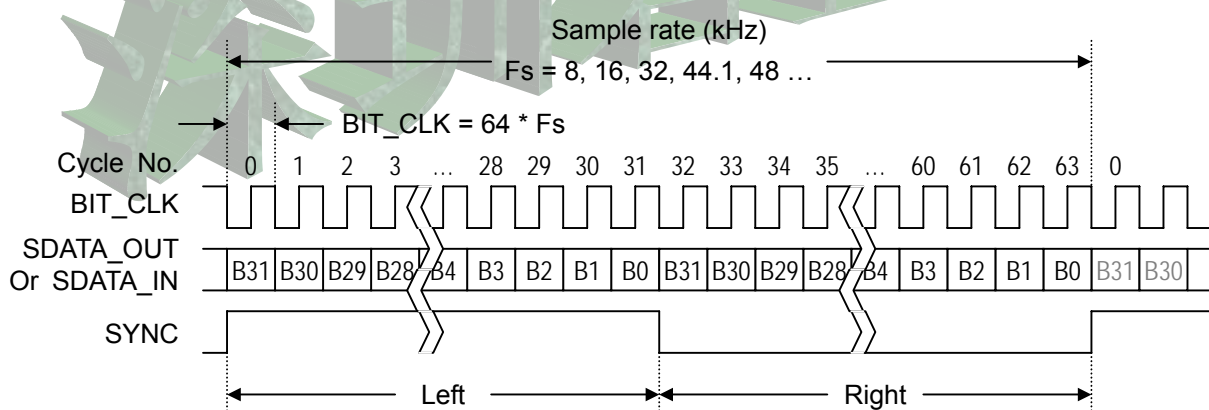 Sample rate (kHz)
Fs = 8, 16, 32, 44.1, 48 …
BIT_CLK = 64 * Fs
Cycle No. 0 1 2 3 … 28 29 30 31 32 33 34 35 … 60 61 62 63 0
BIT_CLK
SDATA_OUT
Or SDATA_IN
B31 B30 B29 B28 B4 B3 B2 B1 B0 B31 B30 B29 B28 B4 B3 B2 B1 B0 B31 B30
SYNC
Left Right